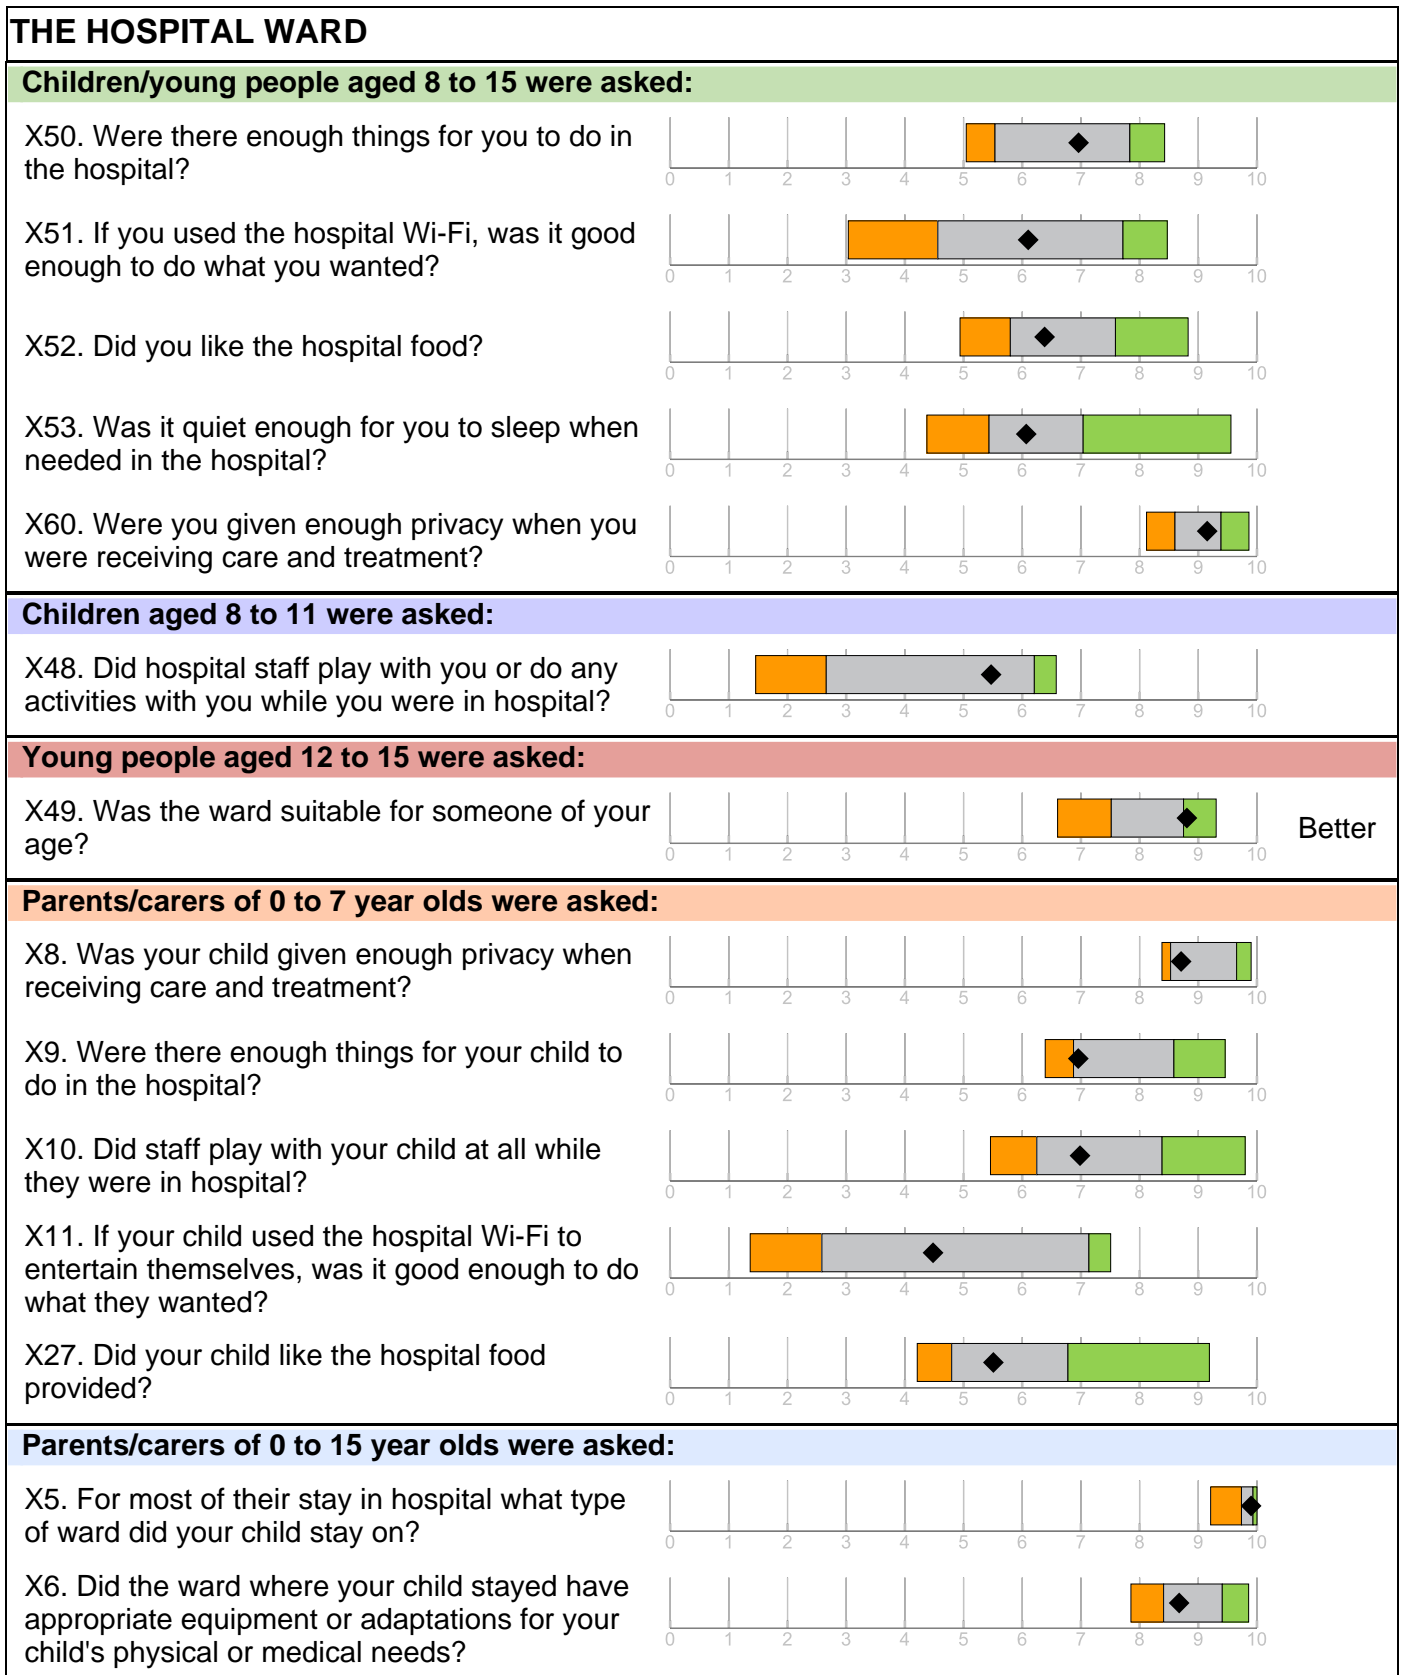 THE HOSPITAL WARD
Children/young people aged 8 to 15 were asked:
X50. Were there enough things for you to do in
the hospital?
0 1 2 3 4 5 6 7 8 9 10
X51. If you used the hospital Wi-Fi, was it good
enough to do what you wanted?
0 1 2 3 4 5 6 7 8 9 10
X52. Did you like the hospital food?
0 1 2 3 4 5 6 7 8 9 10
X53. Was it quiet enough for you to sleep when
needed in the hospital?
0 1 2 3 4 5 6 7 8 9 10
X60. Were you given enough privacy when you
were receiving care and treatment?
0 1 2 3 4 5 6 7 8 9 10
Children aged 8 to 11 were asked:
X48. Did hospital staff play with you or do any
activities with you while you were in hospital?
0 1 2 3 4 5 6 7 8 9 10
Young people aged 12 to 15 were asked:
X49. Was the ward suitable for someone of your
age?
0 1 2 3 4 5 6 7 8 9 10
Better
Parents/carers of 0 to 7 year olds were asked:
X8. Was your child given enough privacy when
receiving care and treatment?
0 1 2 3 4 5 6 7 8 9 10
X9. Were there enough things for your child to
do in the hospital?
0 1 2 3 4 5 6 7 8 9 10
X10. Did staff play with your child at all while
they were in hospital?
0 1 2 3 4 5 6 7 8 9 10
X11. If your child used the hospital Wi-Fi to
entertain themselves, was it good enough to do
what they wanted?
0 1 2 3 4 5 6 7 8 9 10
X27. Did your child like the hospital food
provided?
0 1 2 3 4 5 6 7 8 9 10
Parents/carers of 0 to 15 year olds were asked:
X5. For most of their stay in hospital what type
of ward did your child stay on?
0 1 2 3 4 5 6 7 8 9 10
X6. Did the ward where your child stayed have
appropriate equipment or adaptations for your
child's physical or medical needs?
0 1 2 3 4 5 6 7 8 9 10